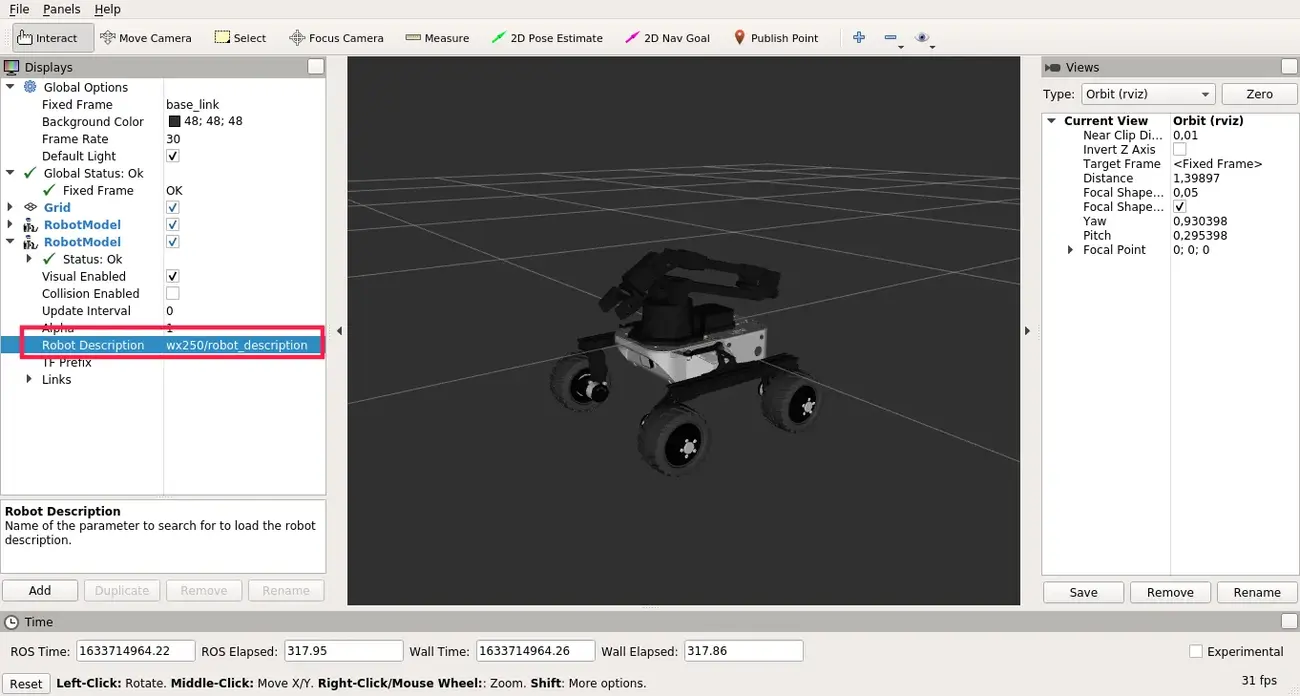 File Panels Help
Interact Move Camera Select Focus Camera Measure 2D Pose Estimate 2D Nav Goal Publish Point
Displays
Global Options
Fixed Frame base_link
Background Color 48; 48; 48
Frame Rate 30
Default Light
Global Status: Ok
Fixed Frame OK
Grid
RobotModel
RobotModel
Status: Ok
Visual Enabled
Collision Enabled
Update Interval 0
Alpha 1
Robot Description wx250/robot_description
TF Prefix
Links
Robot Description
Name of the parameter to search for to load the robot
description.
Add Duplicate Remove Rename
Views
Type: Orbit (rviz) Zero
Current View Orbit (rviz)
Near Clip Di... 0,01
Invert Z Axis
Target Frame <Fixed Frame>
Distance 1,39897
Focal Shape... 0,05
Focal Shape...
Yaw 0,930398
Pitch 0,295398
Focal Point 0; 0; 0
Save Remove Rename
Time
ROS Time: 1633714964.22 ROS Elapsed: 317.95 Wall Time: 1633714964.26 Wall Elapsed: 317.86 Experimental
Reset Left-Click: Rotate. Middle-Click: Move X/Y. Right-Click/Mouse Wheel:: Zoom. Shift: More options. 31 fps